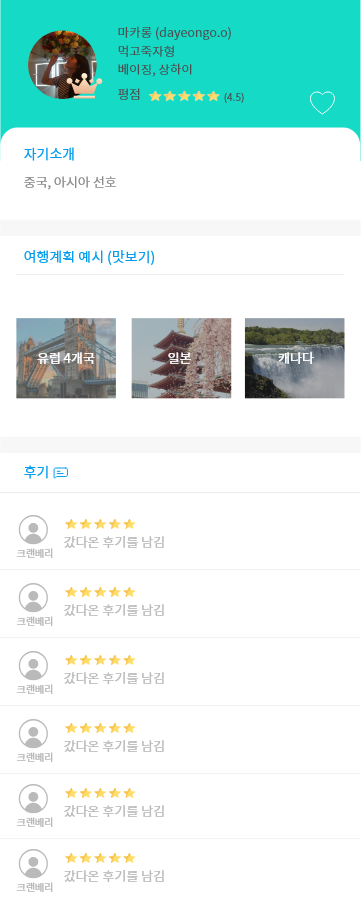 마카롱 (dayeongo.o)
먹고죽자형
베이징, 상하이
평점 (4.5)
자기소개
중국, 아시아 선호
여행계획 예시 (맛보기)
유럽 4개국 일본 캐나다
후기
갔다온 후기를 남김
크랜베리
갔다온 후기를 남김
크랜베리
갔다온 후기를 남김
크랜베리
갔다온 후기를 남김
크랜베리
갔다온 후기를 남김
크랜베리
갔다온 후기를 남김
크랜베리